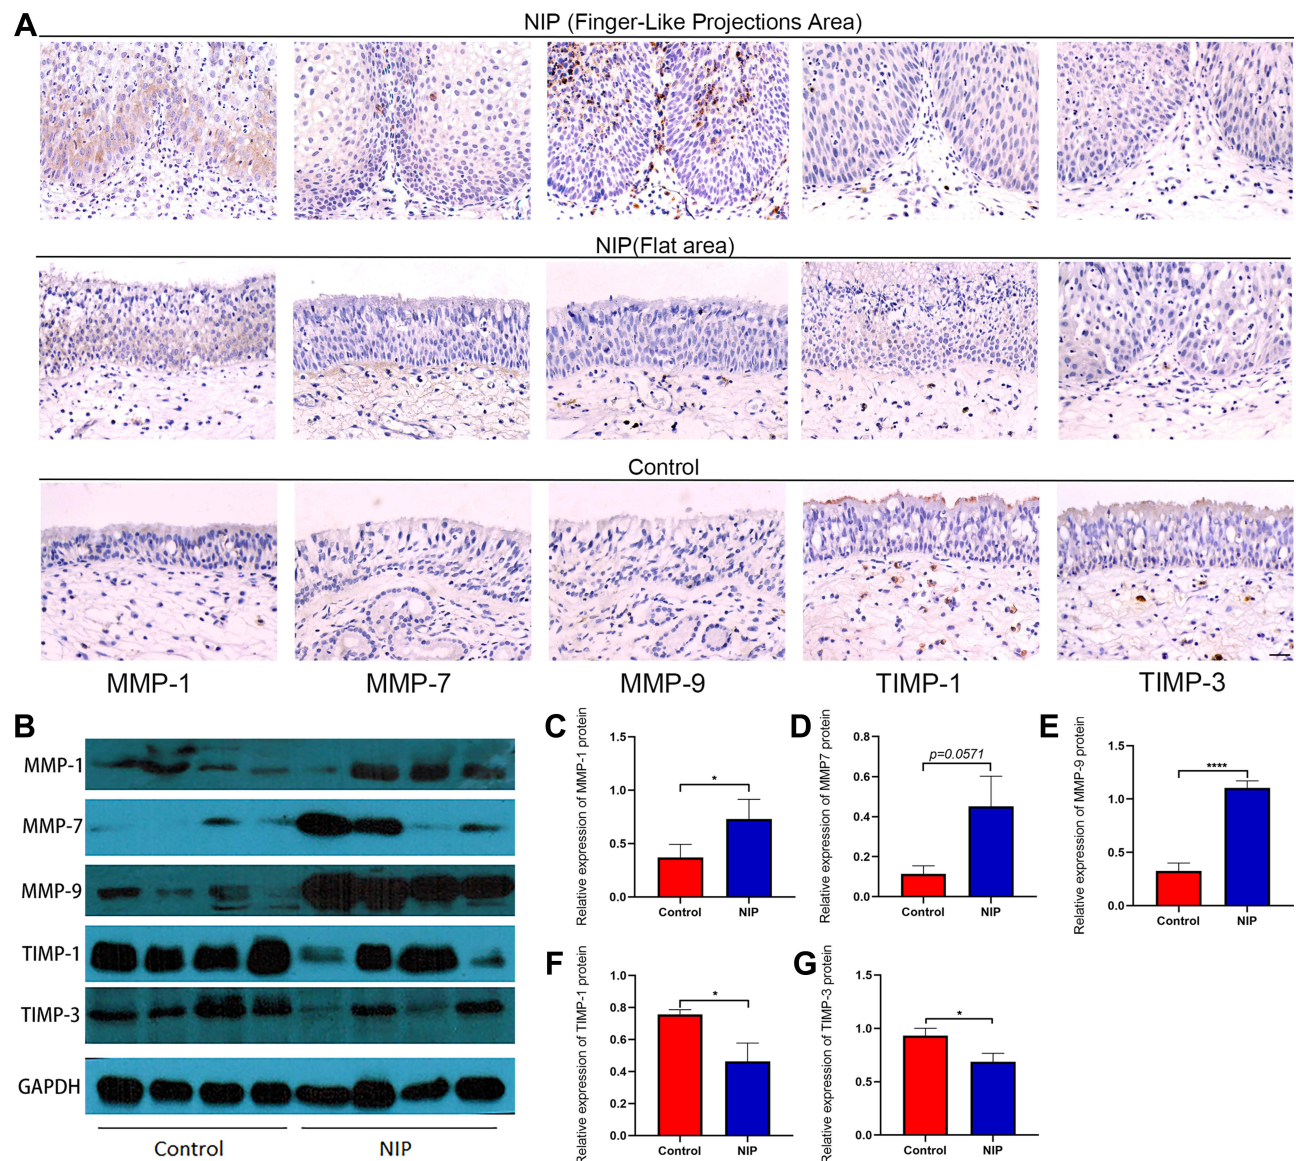 A
NIP (Finger-Like Projections Area)
NIP(Flat area)
Control
MMP-1 MMP-7 MMP-9 TIMP-1 TIMP-3
B
MMP-1
MMP-7
MMP-9
TIMP-1
TIMP-3
GAPDH
Control NIP
C
Relative expression of MMP-1 protein
1.5
1.0
0.5
0.0
*
Control NIP
D
Relative expression of MMP7 protein
0.8
0.6
0.4
0.2
0.0
p=0.0571
Control NIP
E
Relative expression of MMP-9 protein
1.5
1.0
0.5
0.0
****
Control NIP
F
Relative expression of TIMP-1 protein
1.0
0.8
0.6
0.4
0.2
0.0
*
Control NIP
G
Relative expression of TIMP-3 protein
1.5
1.0
0.5
0.0
*
Control NIP